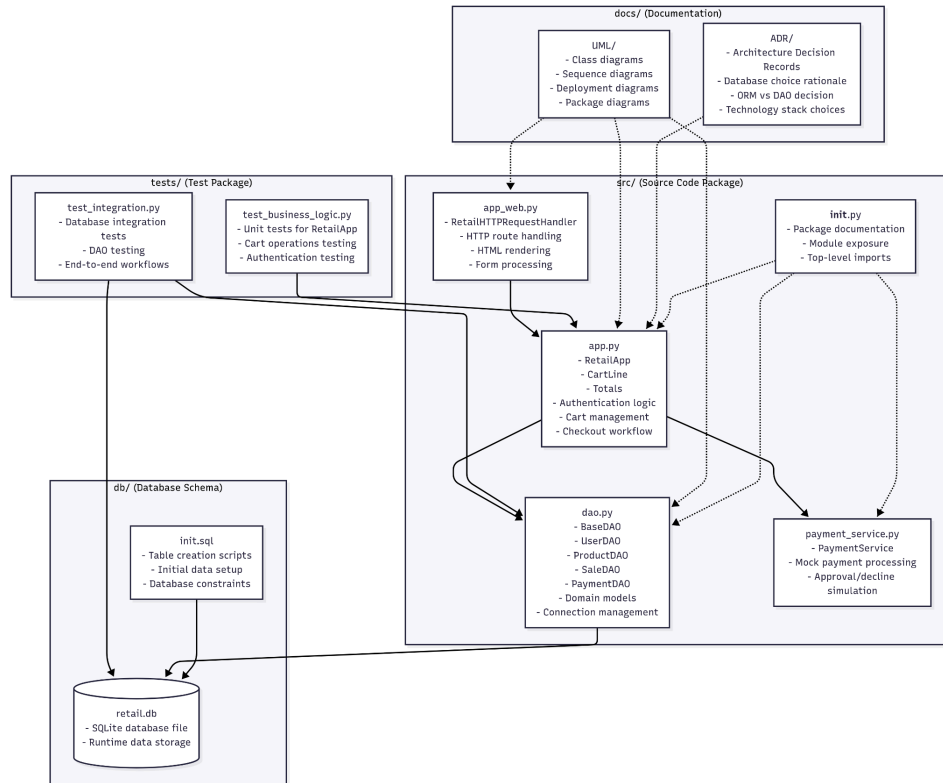 docs/ (Documentation)
UML/
- Class diagrams
- Sequence diagrams
- Deployment diagrams
- Package diagrams
ADR/
- Architecture Decision
Records
- Database choice rationale
- ORM vs DAO decision
- Technology stack choices
tests/ (Test Package)
test_integration.py
- Database integration
tests
- DAO testing
- End-to-end workflows
test_business_logic.py
- Unit tests for RetailApp
- Cart operations testing
- Authentication testing
src/ (Source Code Package)
app_web.py
- RetailHTTPRequestHandler
- HTTP route handling
- HTML rendering
- Form processing
init.py
- Package documentation
- Module exposure
- Top-level imports
app.py
- RetailApp
- CartLine
- Totals
- Authentication logic
- Cart management
- Checkout workflow
dao.py
- BaseDAO
- UserDAO
- ProductDAO
- SaleDAO
- PaymentDAO
- Domain models
- Connection management
payment_service.py
- PaymentService
- Mock payment processing
- Approval/decline
simulation
db/ (Database Schema)
init.sql
- Table creation scripts
- Initial data setup
- Database constraints
retail.db
- SQLite database file
- Runtime data storage